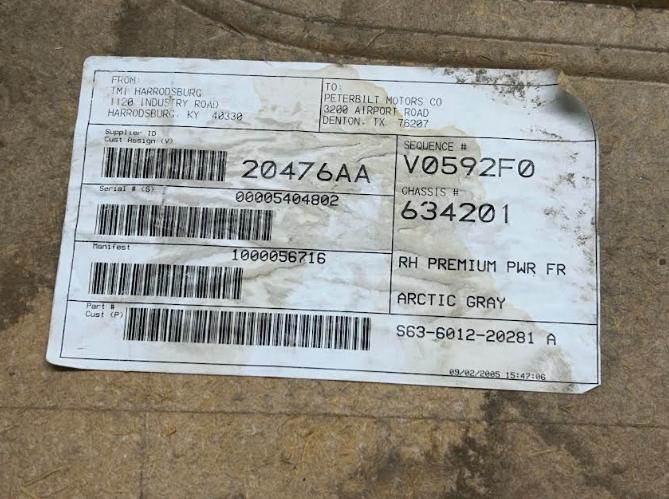 FROM:
TMI HARRODSBURG
1120 INDUSTRY ROAD
HARRODSBURG, KY 40330
TO:
PETERBILT MOTORS CO
3200 AIRPORT ROAD
DENTON, TX 76207
Supplier ID
Cust Assign (V)
20476AA
SEQUENCE #
V0592F0
CHASSIS #
634201
Serial # (S)
00005404802
Manifest
1000056716
RH PREMIUM PWR FR
ARCTIC GRAY
Part #
Cust (P)
S63-6012-20281 A
09/02/2005 15:47:06